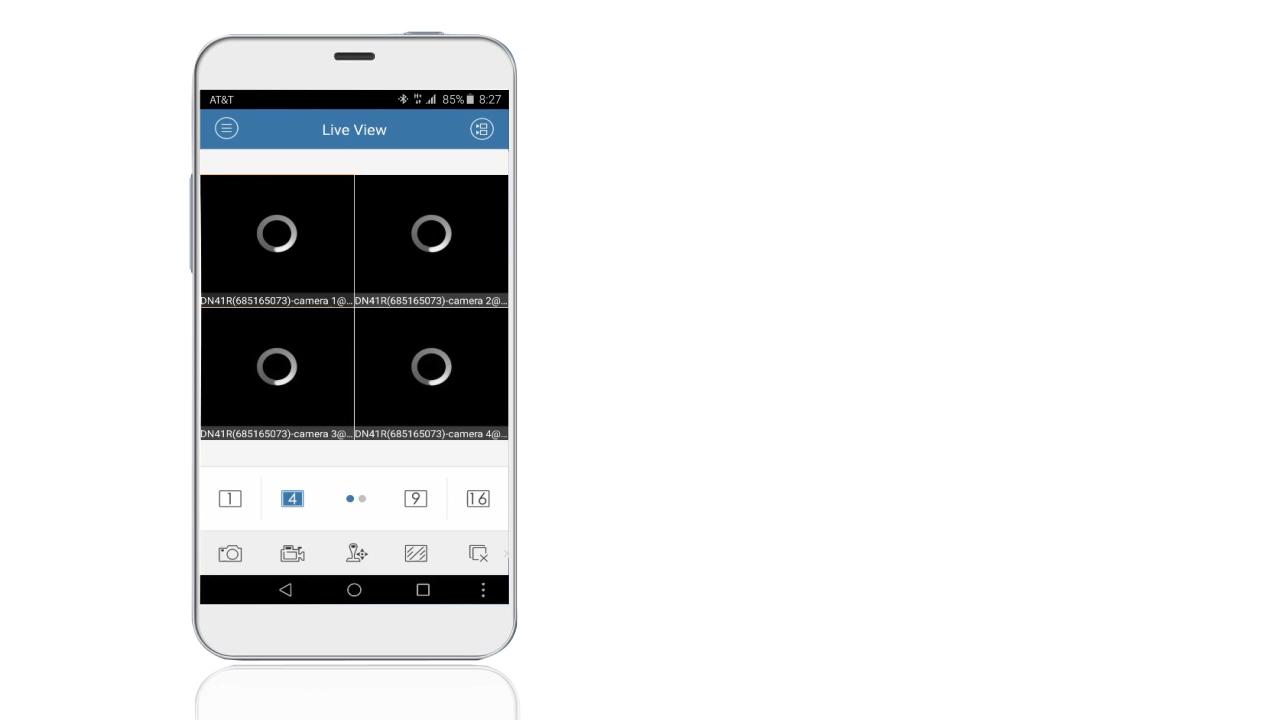 AT&T 85% 8:27
Live View
DN41R(685165073)-camera 1@... DN41R(685165073)-camera 2@...
DN41R(685165073)-camera 3@... DN41R(685165073)-camera 4@...
1 4 9 16